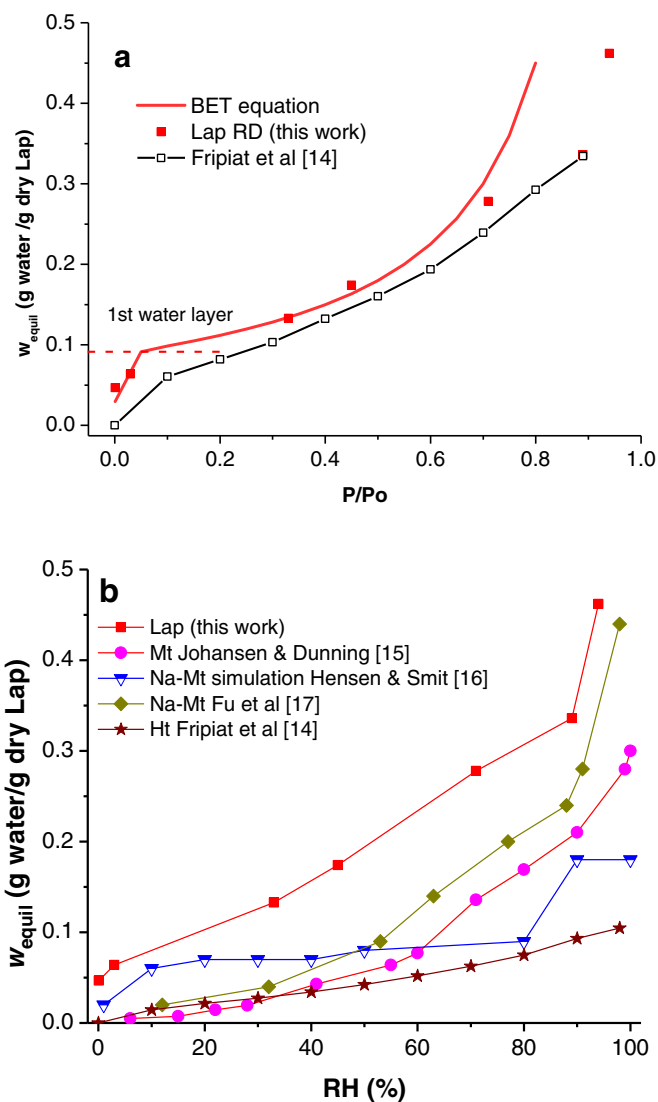 a
0.5
0.4
0.3
0.2
0.1
0.0
w_equil (g water /g dry Lap)
BET equation
Lap RD (this work)
Fripiat et al [14]
1st water layer
0.0 0.2 0.4 0.6 0.8 1.0
P/Po
b
0.5
0.4
0.3
0.2
0.1
0.0
w_equil (g water/g dry Lap)
Lap (this work)
Mt Johansen & Dunning [15]
Na-Mt simulation Hensen & Smit [16]
Na-Mt Fu et al [17]
Ht Fripiat et al [14]
0 20 40 60 80 100
RH (%)